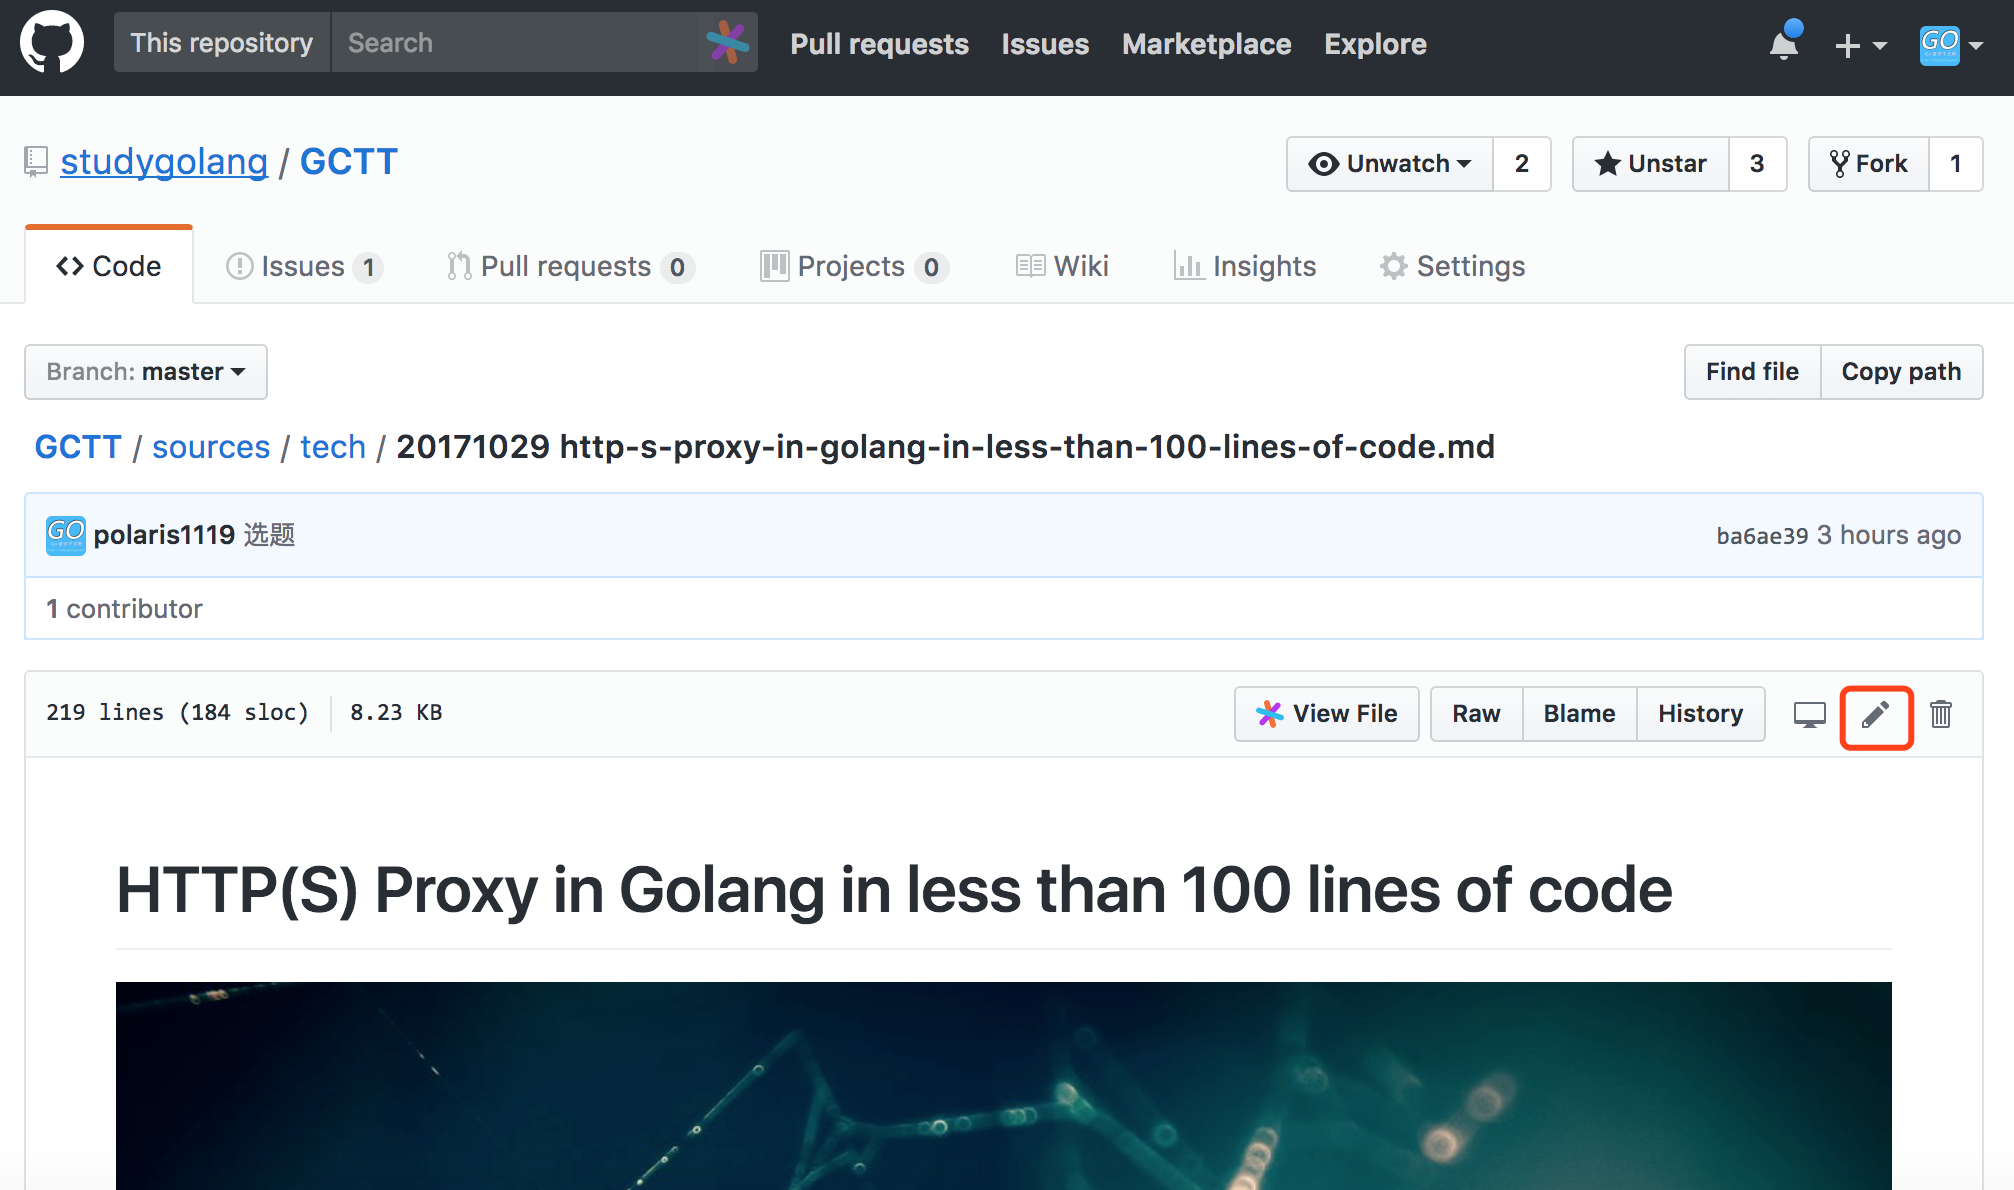 This repository Search Pull requests Issues Marketplace Explore GO
studygolang / GCTT Unwatch 2 Unstar 3 Fork 1
Code Issues 1 Pull requests 0 Projects 0 Wiki Insights Settings
Branch: master Find file Copy path
GCTT / sources / tech / 20171029 http-s-proxy-in-golang-in-less-than-100-lines-of-code.md
GO polaris1119 选题 ba6ae39 3 hours ago
1 contributor
219 lines (184 sloc) 8.23 KB View File Raw Blame History
HTTP(S) Proxy in Golang in less than 100 lines of code